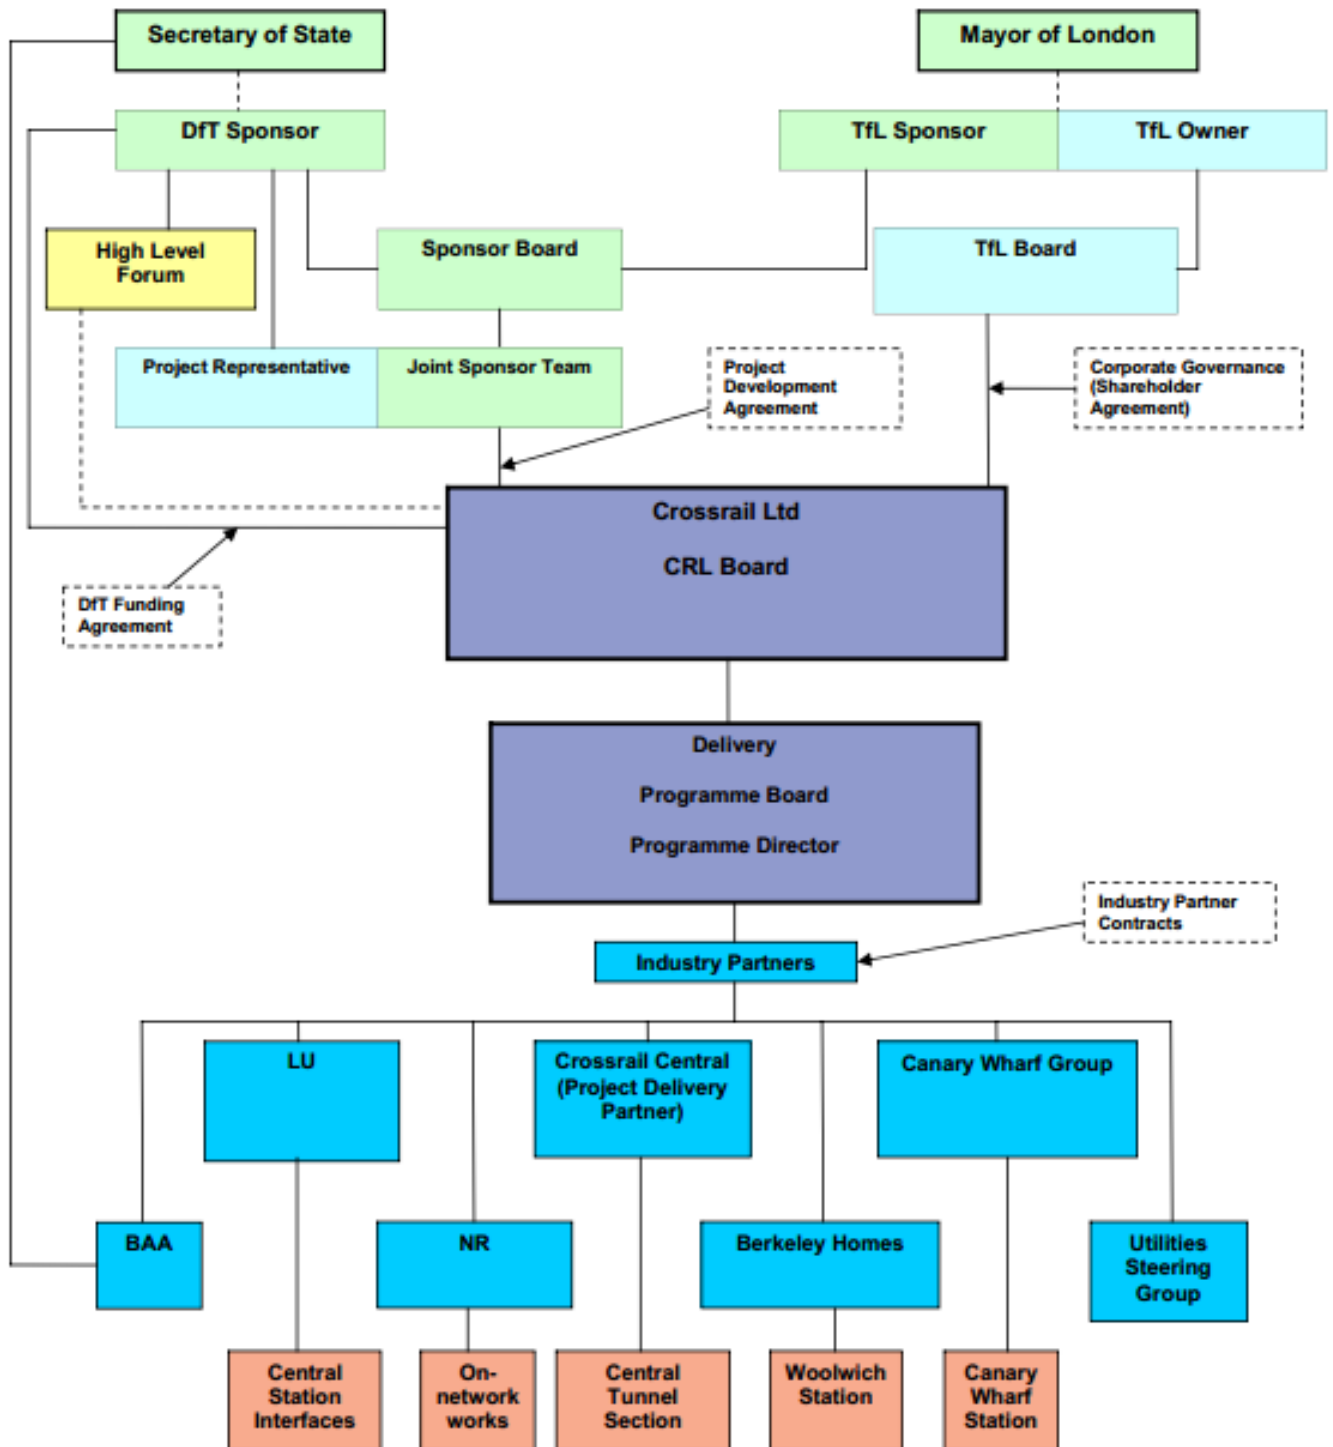 Secretary of State
Mayor of London
DfT Sponsor
TfL Sponsor
TfL Owner
High Level
Forum
Sponsor Board
TfL Board
Project Representative
Joint Sponsor Team
Project
Development
Agreement
Corporate Governance
(Shareholder
Agreement)
Crossrail Ltd
CRL Board
DfT Funding
Agreement
Delivery
Programme Board
Programme Director
Industry Partner
Contracts
Industry Partners
LU
Crossrail Central
(Project Delivery
Partner)
Canary Wharf Group
BAA
NR
Berkeley Homes
Utilities
Steering
Group
Central
Station
Interfaces
On-
network
works
Central
Tunnel
Section
Woolwich
Station
Canary
Wharf
Station